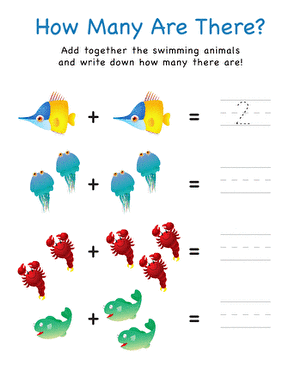 How Many Are There?
Add together the swimming animals
and write down how many there are!
+ = 2
+ =
+ =
+ =